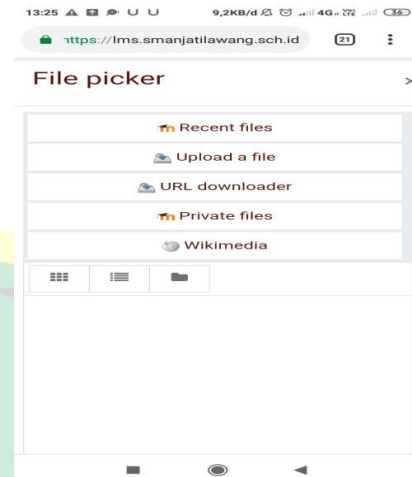 13:25 9,2KB/d 4G 36
https://lms.smanjatilawang.sch.id 21
File picker
Recent files
Upload a file
URL downloader
Private files
Wikimedia